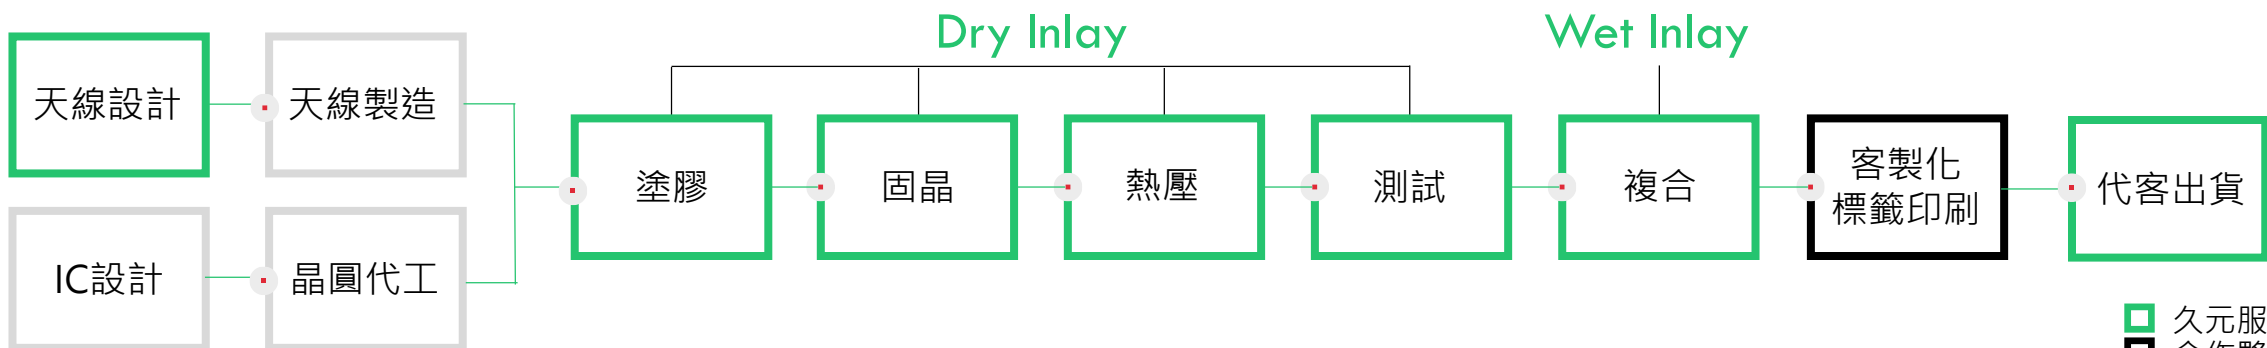 Dry Inlay
Wet Inlay
天線設計
天線製造
塗膠
固晶
熱壓
測試
複合
客製化
標籤印刷
代客出貨
IC設計
晶圓代工
久元服